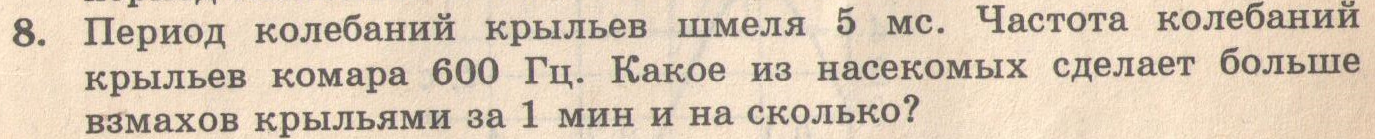 8. Период колебаний крыльев шмеля 5 мс. Частота колебаний
крыльев комара 600 Гц. Какое из насекомых сделает больше
взмахов крыльями за 1 мин и на сколько?